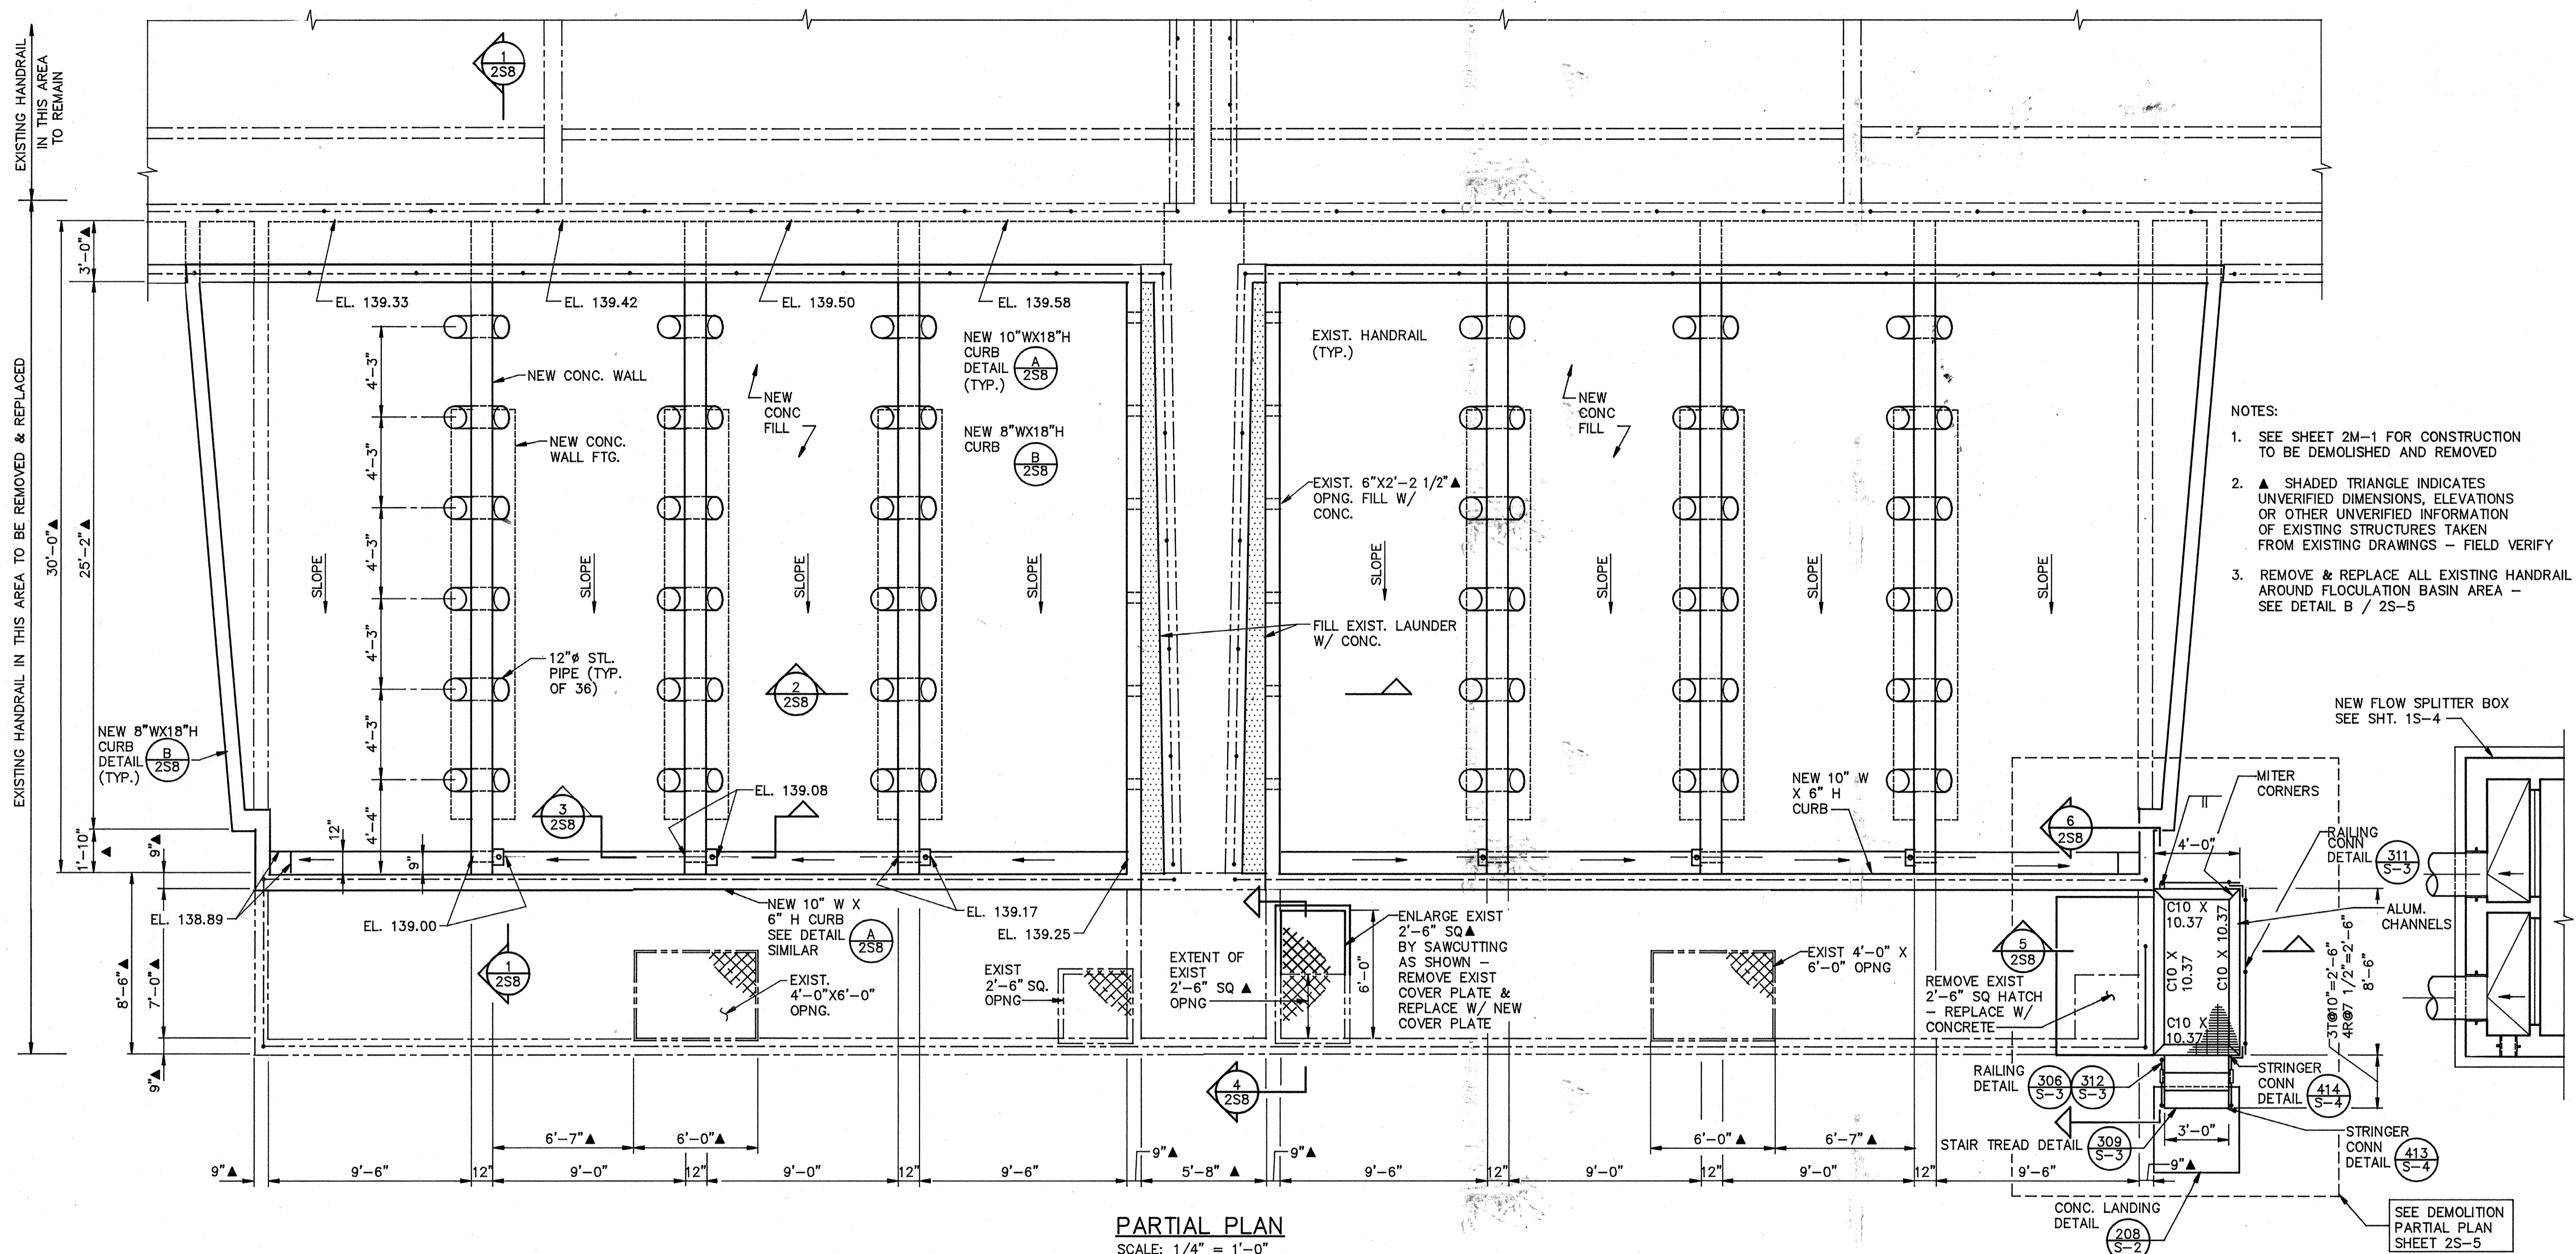 EXISTING HANDRAIL
IN THIS AREA
TO REMAIN
1
2S8
EXISTING HANDRAIL IN THIS AREA TO BE REMOVED & REPLACED
30'-0"▲
3'-0"▲
25'-2"▲
1'-10"
▲
9"▲
8'-6"▲
7'-0"▲
9"▲
EL. 139.33
EL. 139.42
EL. 139.50
EL. 139.58
4'-3"
4'-3"
4'-3"
4'-3"
4'-3"
4'-4"
NEW CONC. WALL
NEW CONC.
WALL FTG.
NEW
CONC
FILL
NEW 10"WX18"H
CURB
DETAIL
(TYP.)
A
2S8
NEW 8"WX18"H
CURB
B
2S8
SLOPE
SLOPE
SLOPE
SLOPE
12"ø STL.
PIPE (TYP.
OF 36)
2
2S8
NEW 8"WX18"H
CURB
DETAIL
(TYP.)
B
2S8
3
2S8
EL. 139.08
12"
9"
EL. 138.89
EL. 139.00
EL. 139.17
EL. 139.25
NEW 10" W X
6" H CURB
SEE DETAIL
SIMILAR
A
2S8
1
2S8
EXIST.
4'-0"X6'-0"
OPNG.
EXIST
2'-6" SQ.
OPNG
EXTENT OF
EXIST
2'-6" SQ ▲
OPNG
EXIST. HANDRAIL
(TYP.)
NEW
CONC
FILL
EXIST. 6"X2'-2 1/2"▲
OPNG. FILL W/
CONC.
SLOPE
SLOPE
SLOPE
SLOPE
FILL EXIST. LAUNDER
W/ CONC.
NEW 10" W
X 6" H
CURB
ENLARGE EXIST
2'-6" SQ▲
BY SAWCUTTING
AS SHOWN –
REMOVE EXIST
COVER PLATE &
REPLACE W/ NEW
COVER PLATE
6'-0"
EXIST 4'-0" X
6'-0" OPNG
REMOVE EXIST
2'-6" SQ HATCH
– REPLACE W/
CONCRETE
5
2S8
6
2S8
4
2S8
NOTES:
1. SEE SHEET 2M-1 FOR CONSTRUCTION
TO BE DEMOLISHED AND REMOVED
2. ▲ SHADED TRIANGLE INDICATES
UNVERIFIED DIMENSIONS, ELEVATIONS
OR OTHER UNVERIFIED INFORMATION
OF EXISTING STRUCTURES TAKEN
FROM EXISTING DRAWINGS – FIELD VERIFY
3. REMOVE & REPLACE ALL EXISTING HANDRAIL
AROUND FLOCULATION BASIN AREA –
SEE DETAIL B / 2S-5
NEW FLOW SPLITTER BOX
SEE SHT. 1S-4
MITER
CORNERS
4'-0"
RAILING
CONN
DETAIL
311
S-3
ALUM.
CHANNELS
C10 X
10.37
C10 X
10.37
C10 X 10.37
C10 X
10.37
3T@10"=2'-6"
4R@7 1/2"=2'-6"
8'-6"
RAILING
DETAIL
306
S-3
312
S-3
STRINGER
CONN
DETAIL
414
S-4
STAIR TREAD DETAIL
309
S-3
3'-0"
STRINGER
CONN
DETAIL
413
S-4
CONC. LANDING
DETAIL
208
S-2
SEE DEMOLITION
PARTIAL PLAN
SHEET 2S-5
6'-7"▲
6'-0"▲
6'-0"▲
6'-7"▲
9"▲
9'-6"
12"
9'-0"
12"
9'-0"
12"
9'-6"
9"▲
5'-8" ▲
9"▲
9'-6"
12"
9'-0"
12"
9'-0"
12"
9'-6"
9"▲
PARTIAL PLAN
SCALE: 1/4" = 1'-0"